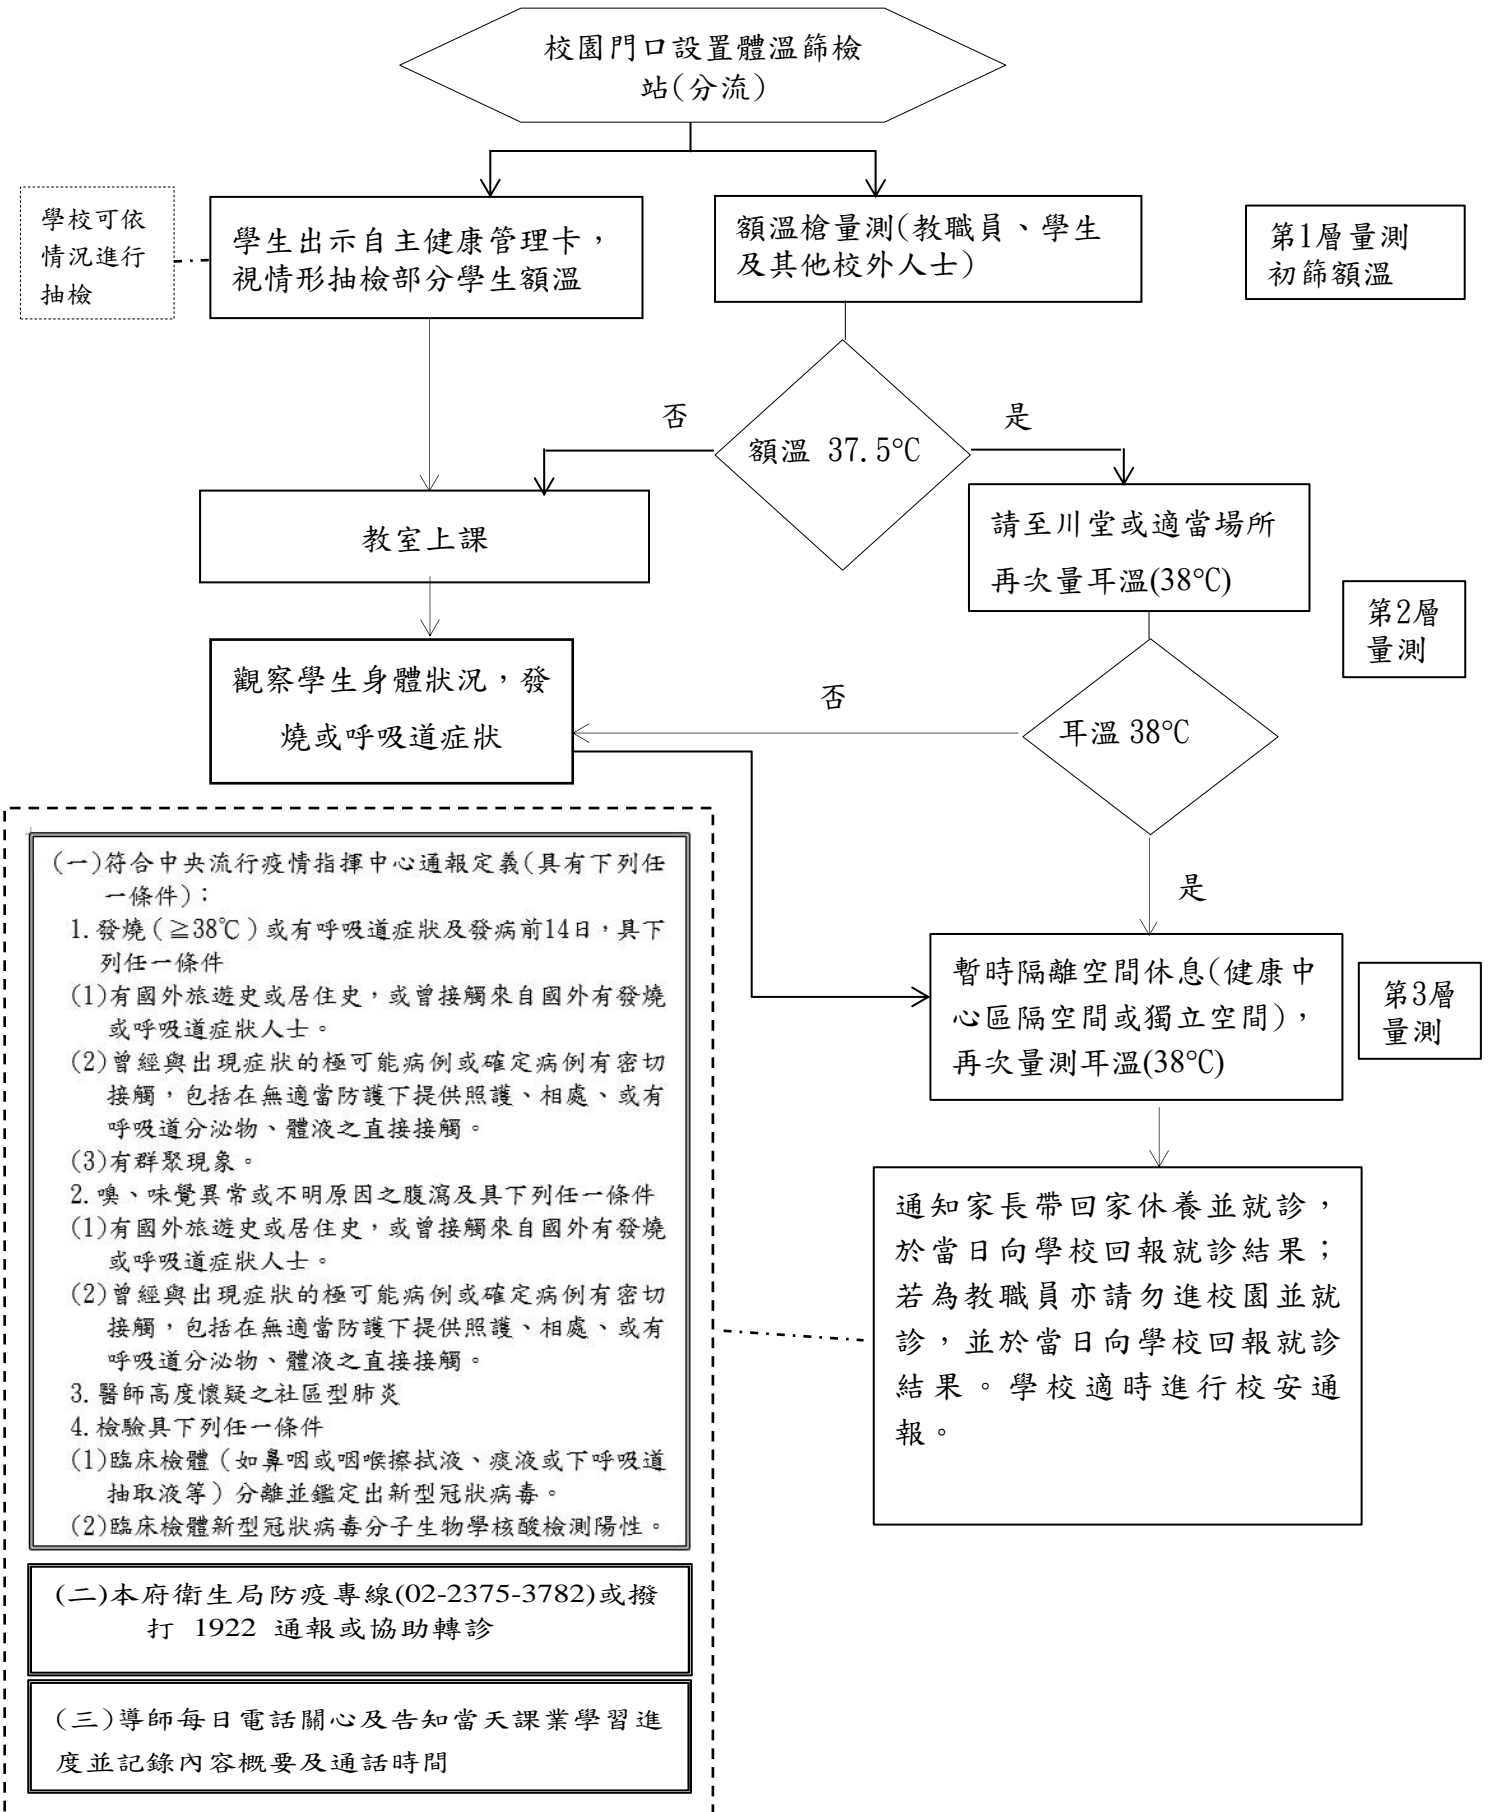 校園門口設置體溫篩檢
站(分流)
學校可依
情況進行
抽檢
學生出示自主健康管理卡，
視情形抽檢部分學生額溫
額溫槍量測(教職員、學生
及其他校外人士)
第1層量測
初篩額溫
否
是
額溫 37.5°C
教室上課
請至川堂或適當場所
再次量耳溫(38°C)
第2層
量測
觀察學生身體狀況，發
燒或呼吸道症狀
否
耳溫 38°C
是
暫時隔離空間休息(健康中
心區隔空間或獨立空間)，
再次量測耳溫(38°C)
第3層
量測
通知家長帶回家休養並就診，
於當日向學校回報就診結果；
若為教職員亦請勿進校園並就
診，並於當日向學校回報就診
結果。學校適時進行校安通
報。
(一)符合中央流行疫情指揮中心通報定義(具有下列任
一條件)：
1.發燒（≧38℃）或有呼吸道症狀及發病前14日，具下
列任一條件
(1)有國外旅遊史或居住史，或曾接觸來自國外有發燒
或呼吸道症狀人士。
(2)曾經與出現症狀的極可能病例或確定病例有密切
接觸，包括在無適當防護下提供照護、相處、或有
呼吸道分泌物、體液之直接接觸。
(3)有群聚現象。
2.嗅、味覺異常或不明原因之腹瀉及具下列任一條件
(1)有國外旅遊史或居住史，或曾接觸來自國外有發燒
或呼吸道症狀人士。
(2)曾經與出現症狀的極可能病例或確定病例有密切
接觸，包括在無適當防護下提供照護、相處、或有
呼吸道分泌物、體液之直接接觸。
3.醫師高度懷疑之社區型肺炎
4.檢驗具下列任一條件
(1)臨床檢體（如鼻咽或咽喉擦拭液、痰液或下呼吸道
抽取液等）分離並鑑定出新型冠狀病毒。
(2)臨床檢體新型冠狀病毒分子生物學核酸檢測陽性。
(二)本府衛生局防疫專線(02-2375-3782)或撥
打 1922 通報或協助轉診
(三)導師每日電話關心及告知當天課業學習進
度並記錄內容概要及通話時間